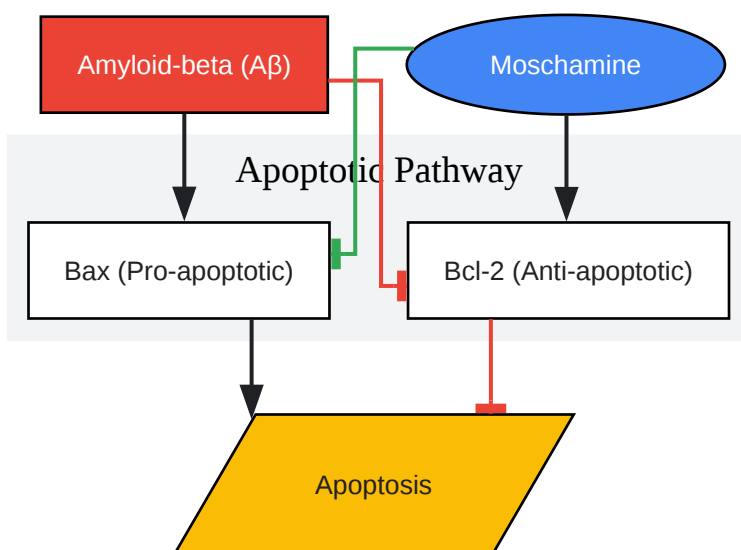 Amyloid-beta (Aβ)
Moschamine
Apoptotic Pathway
Bax (Pro-apoptotic)
Bcl-2 (Anti-apoptotic)
Apoptosis